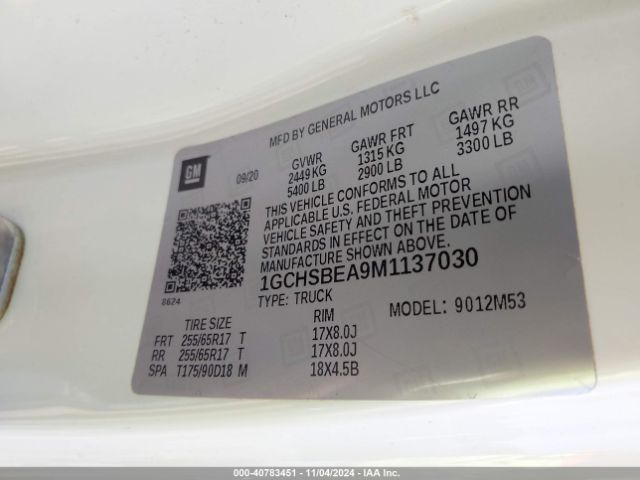 MFD BY GENERAL MOTORS LLC
GM
09/20
GVWR GAWR FRT GAWR RR
2449 KG 1315 KG 1497 KG
5400 LB 2900 LB 3300 LB
THIS VEHICLE CONFORMS TO ALL
APPLICABLE U.S. FEDERAL MOTOR
VEHICLE SAFETY AND THEFT PREVENTION
STANDARDS IN EFFECT ON THE DATE OF
8624
1GCHSBEA9M1137030
TYPE: TRUCK
MODEL: 9012M53
TIRE SIZE RIM
FRT 255/65R17 T 17X8.0J
RR 255/65R17 T 17X8.0J
SPA T175/90D18 M 18X4.5B
000-40783451 - 11/04/2024 - IAA Inc.